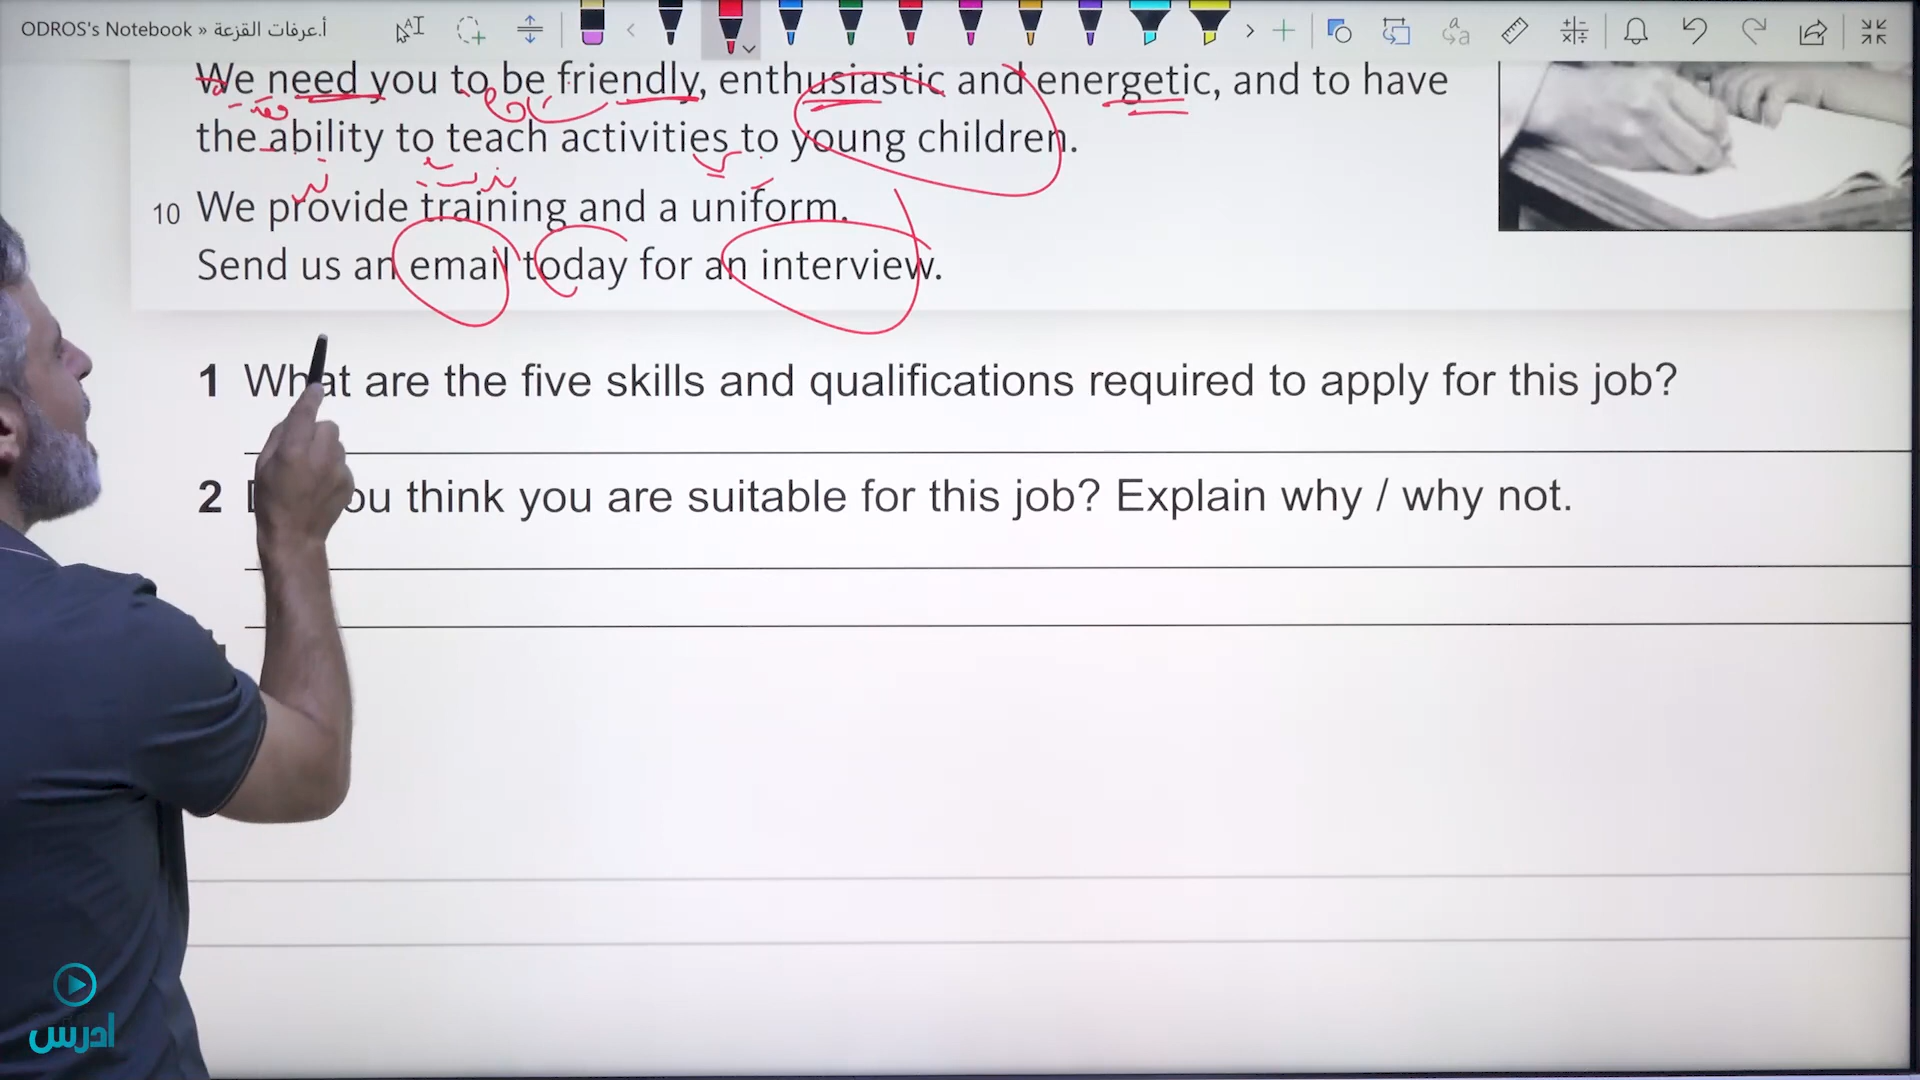 ODROS's Notebook » أ.عرفات القزعة
We need you to be friendly, enthusiastic and energetic, and to have
the ability to teach activities to young children.
10 We provide training and a uniform.
Send us an email today for an interview.
1 What are the five skills and qualifications required to apply for this job?
2 you think you are suitable for this job? Explain why / why not.
ادرس